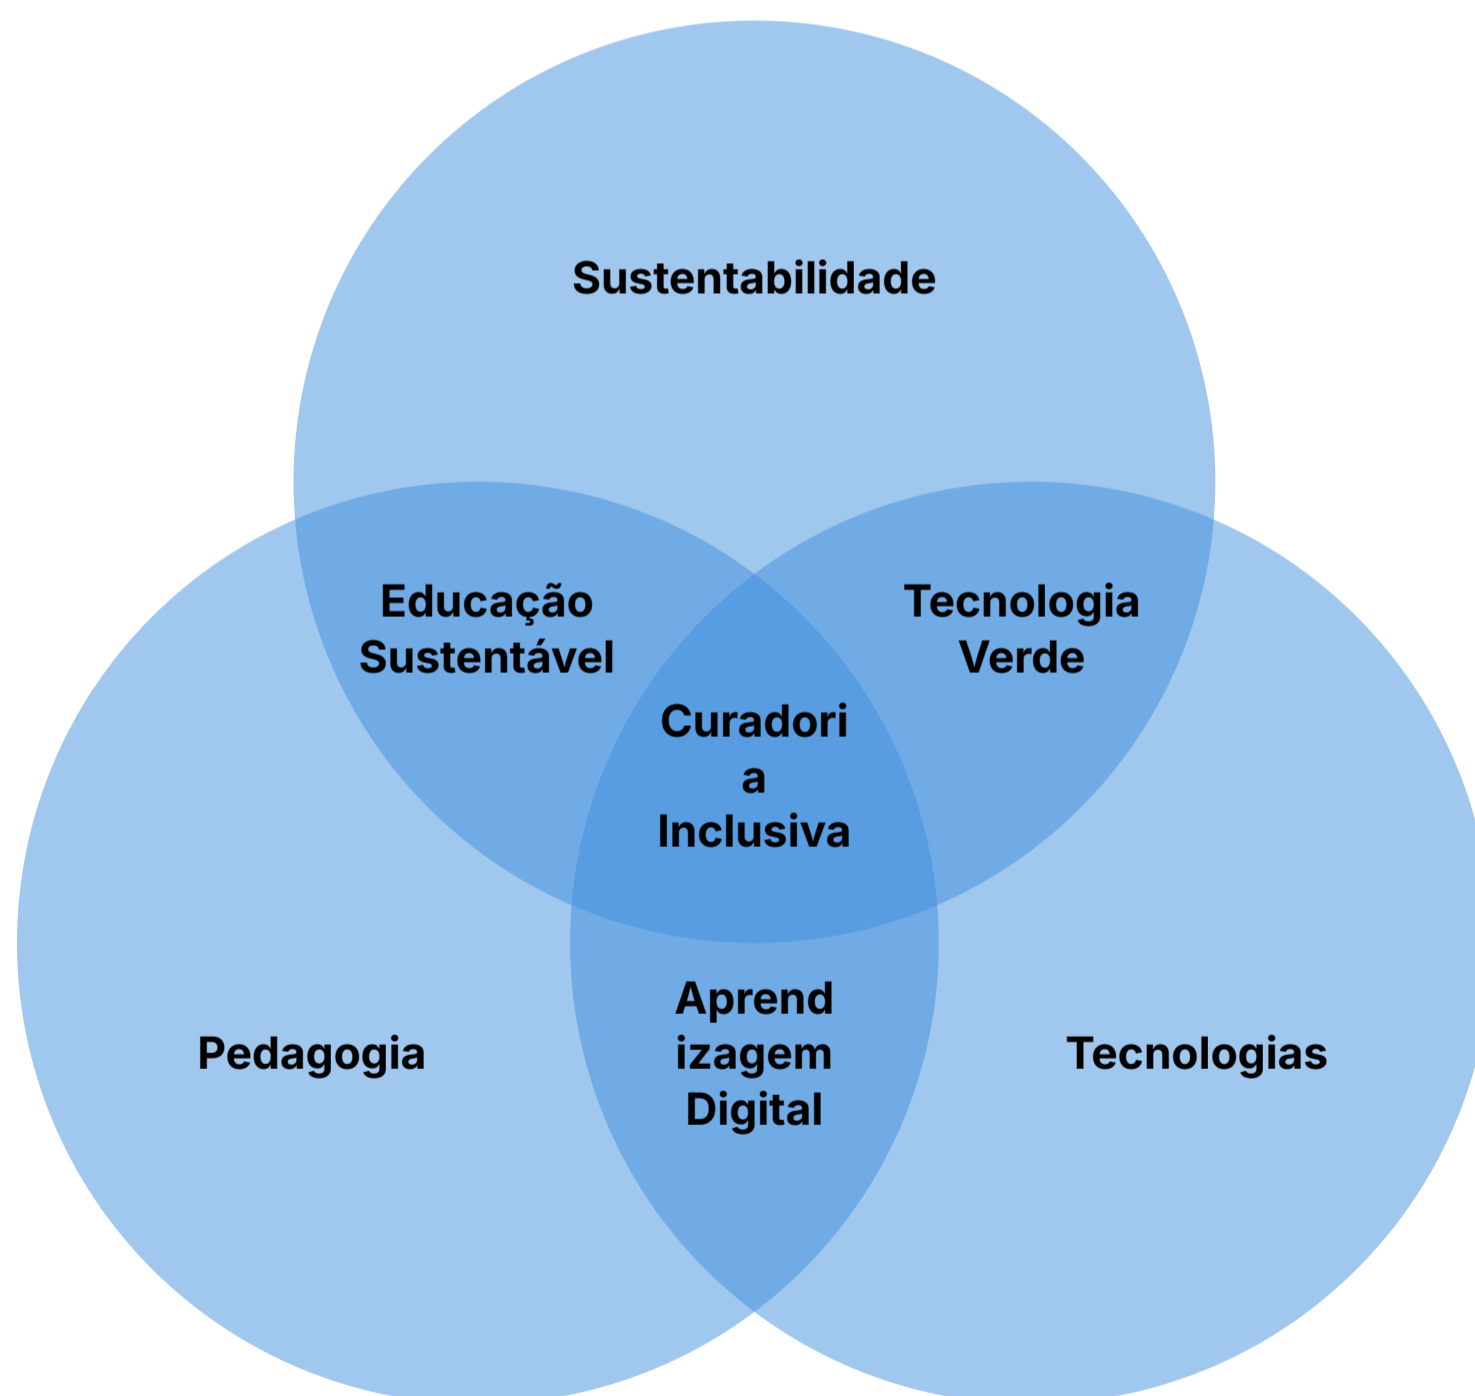 Sustentabilidade
Educação
Sustentável
Tecnologia
Verde
Curadori
a
Inclusiva
Pedagogia
Aprend
izagem
Digital
Tecnologias